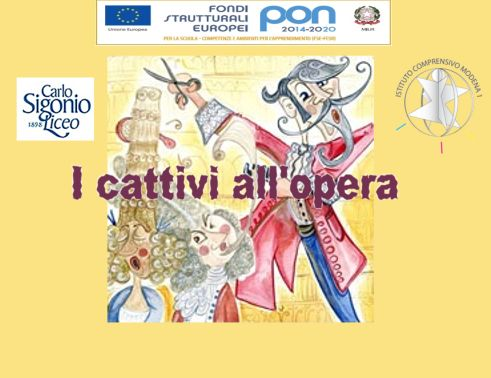 FONDI
STRUTTURALI
EUROPEI
pon
2014-2020
Unione Europea
MIUR
PER LA SCUOLA - COMPETENZE E AMBIENTI PER L'APPRENDIMENTO (FSE-FESR)
Carlo
Sigonio
1898 Liceo
ISTITUTO COMPRENSIVO MODENA 1
I cattivi all'opera